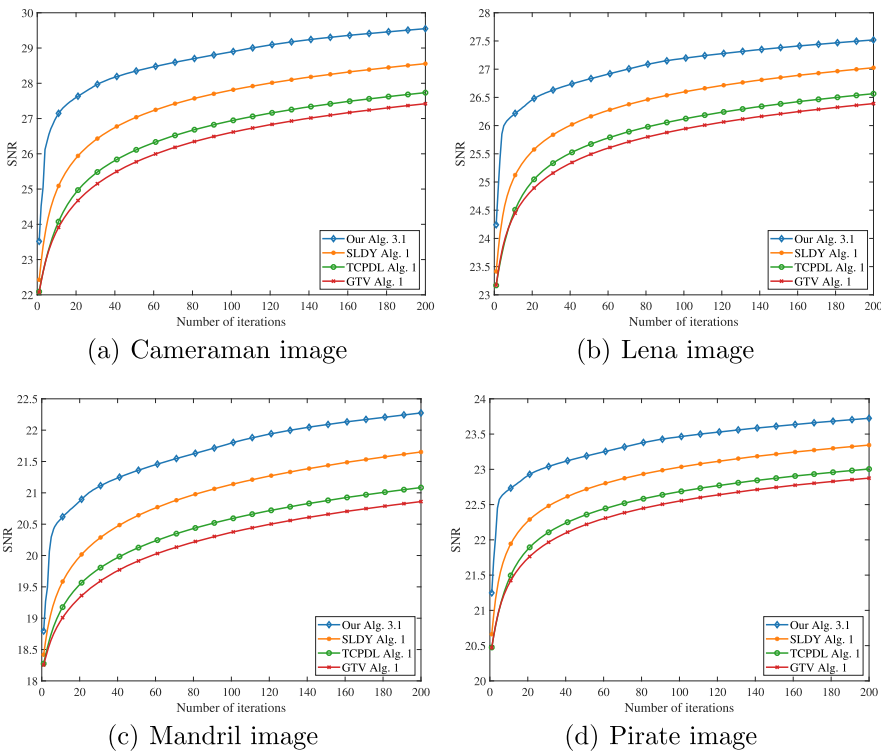 30
29
28
27
26
25
24
23
22
SNR
0 20 40 60 80 100 120 140 160 180 200
Number of iterations
Our Alg. 3.1
SLDY Alg. 1
TCPDL Alg. 1
GTV Alg. 1
(a) Cameraman image
28
27.5
27
26.5
26
25.5
25
24.5
24
23.5
23
SNR
0 20 40 60 80 100 120 140 160 180 200
Number of iterations
Our Alg. 3.1
SLDY Alg. 1
TCPDL Alg. 1
GTV Alg. 1
(b) Lena image
22.5
22
21.5
21
20.5
20
19.5
19
18.5
18
SNR
0 20 40 60 80 100 120 140 160 180 200
Number of iterations
Our Alg. 3.1
SLDY Alg. 1
TCPDL Alg. 1
GTV Alg. 1
(c) Mandril image
24
23.5
23
22.5
22
21.5
21
20.5
20
SNR
0 20 40 60 80 100 120 140 160 180 200
Number of iterations
Our Alg. 3.1
SLDY Alg. 1
TCPDL Alg. 1
GTV Alg. 1
(d) Pirate image